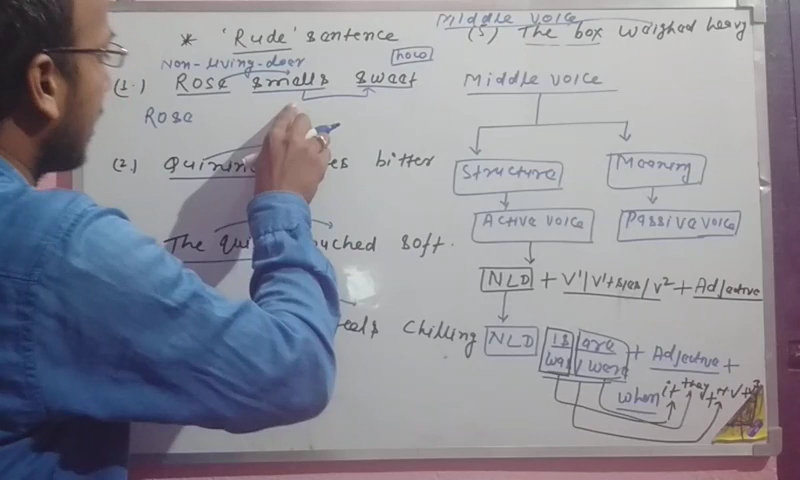 Middle voice
* 'Rude' sentence
(5) The box weighed heavy
Non-living-doer
how
(1.) Rose smells sweet
Rose
(2.) bitter
The soft.
chilling
Middle voice
Structure
Meaning
Active voice
Passive voice
NLD + V¹/V¹+s/es/V² + Adjective
NLD is/was are/were + Adjective +
when it they